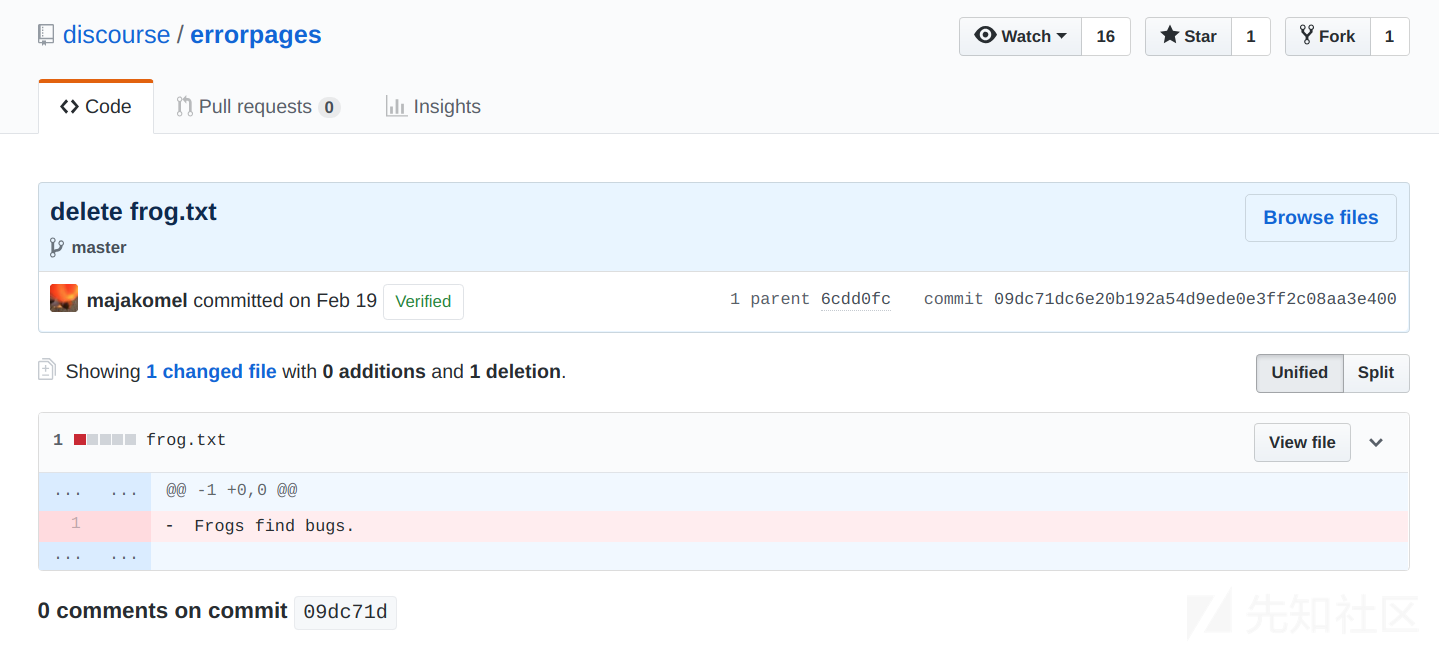 discourse / errorpages
Watch 16 Star 1 Fork 1
Code Pull requests 0 Insights
delete frog.txt
Browse files
master
majakomel committed on Feb 19 Verified 1 parent 6cdd0fc commit 09dc71dc6e20b192a54d9ede0e3ff2c08aa3e400
Showing 1 changed file with 0 additions and 1 deletion.
Unified Split
1 frog.txt View file
... ... @@ -1 +0,0 @@
1 - Frogs find bugs.
... ...
0 comments on commit 09dc71d
先知社区